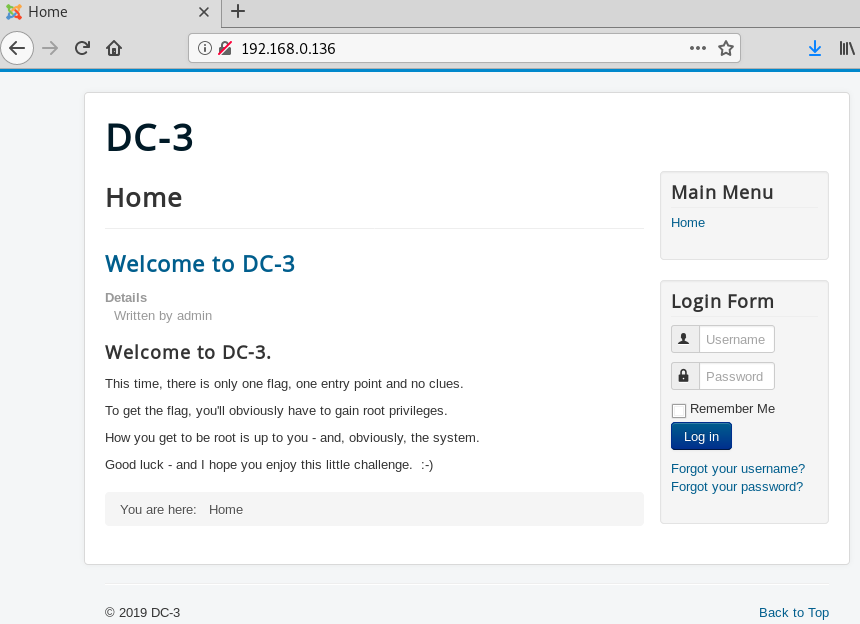 Home
192.168.0.136
DC-3
Home
Welcome to DC-3
Details
Written by admin
Welcome to DC-3.
This time, there is only one flag, one entry point and no clues.
To get the flag, you'll obviously have to gain root privileges.
How you get to be root is up to you - and, obviously, the system.
Good luck - and I hope you enjoy this little challenge.  :-)
You are here:   Home
Main Menu
Home
Login Form
Username
Password
Remember Me
Log in
Forgot your username?
Forgot your password?
© 2019 DC-3
Back to Top